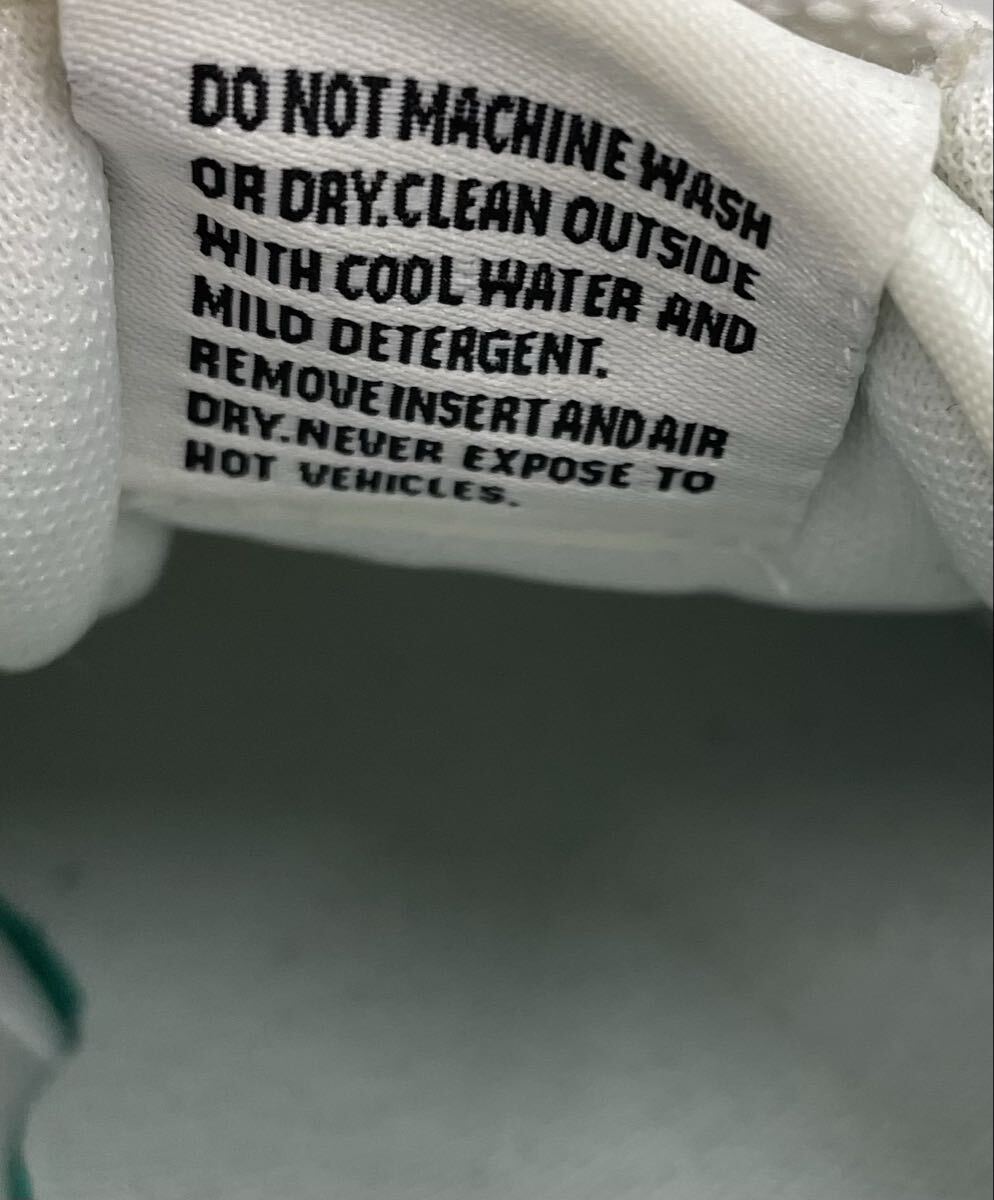 DO NOT MACHINE WASH
OR DRY.CLEAN OUTSIDE
WITH COOL WATER AND
MILD DETERGENT.
REMOVE INSERT AND AIR
DRY.NEVER EXPOSE TO
HOT VEHICLES.